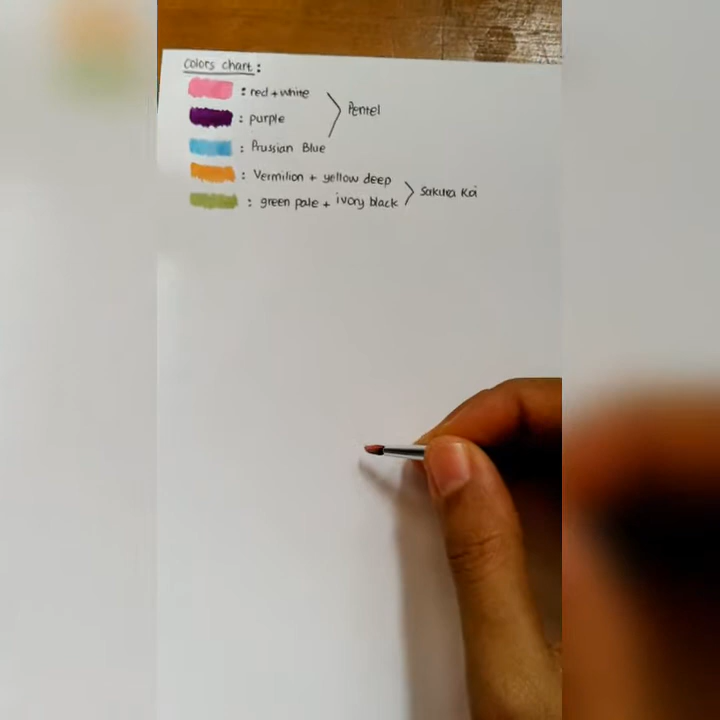 Colors chart :
: red + white
: purple
Pentel
: Prussian Blue
: Vermilion + yellow deep
: green pale + ivory black
Sakura Koi